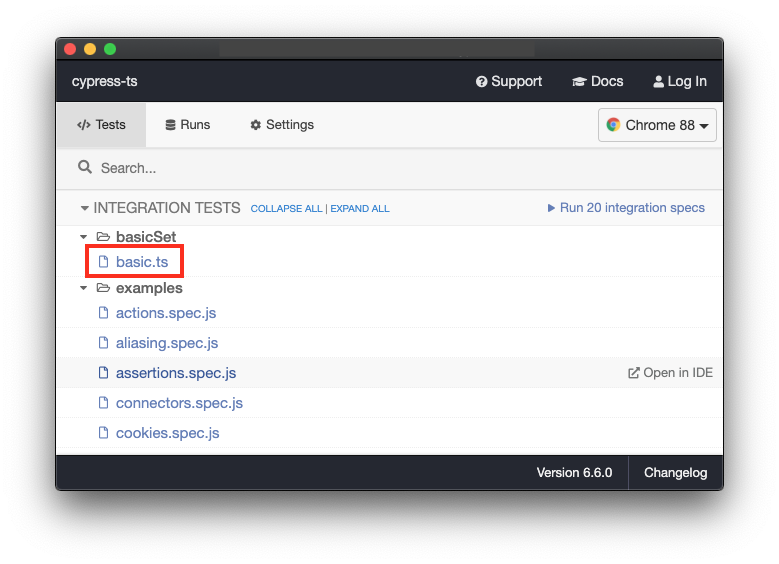 cypress-ts Support Docs Log In
Tests Runs Settings Chrome 88
Search...
INTEGRATION TESTS COLLAPSE ALL | EXPAND ALL Run 20 integration specs
basicSet
basic.ts
examples
actions.spec.js
aliasing.spec.js
assertions.spec.js Open in IDE
connectors.spec.js
cookies.spec.js
Version 6.6.0 Changelog